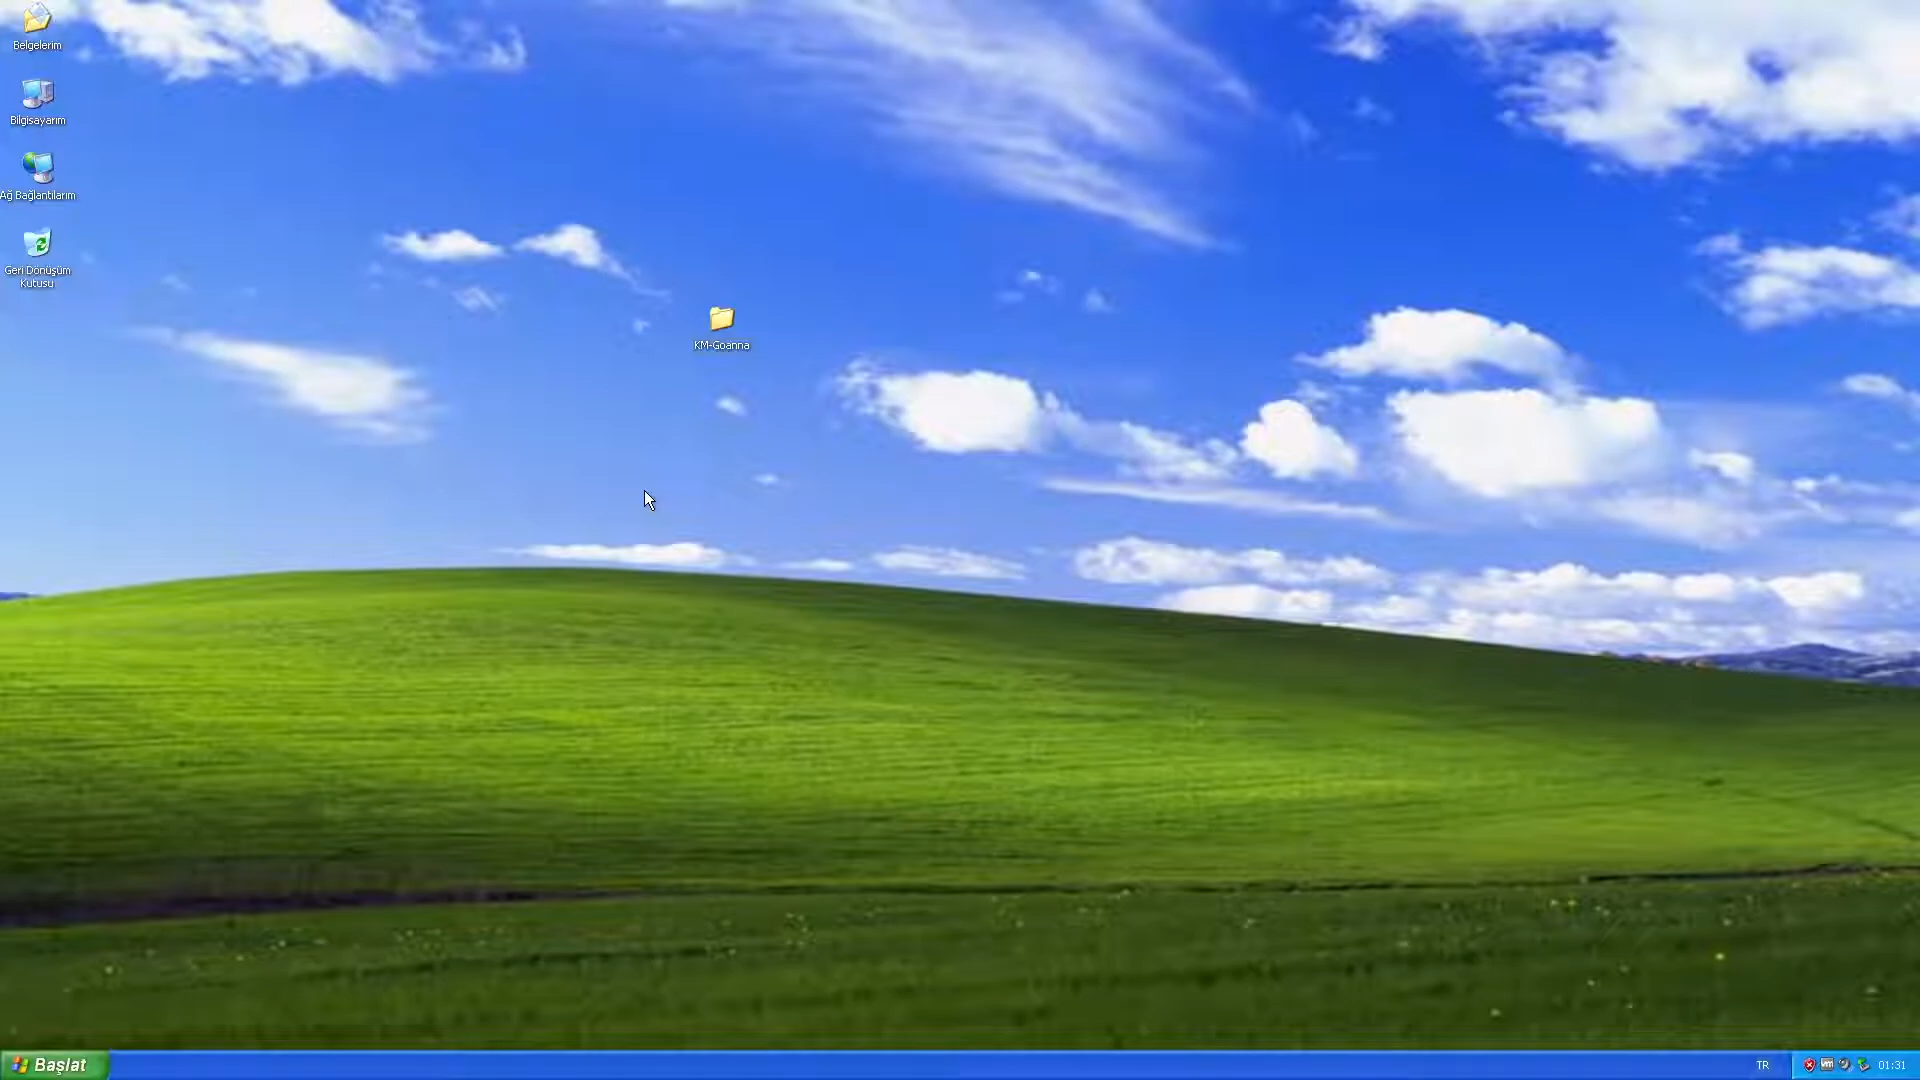 Belgelerim
Bilgisayarım
Ağ Bağlantılarım
Geri Dönüşüm
Kutusu
KM-Goanna
Başlat
TR
01:31